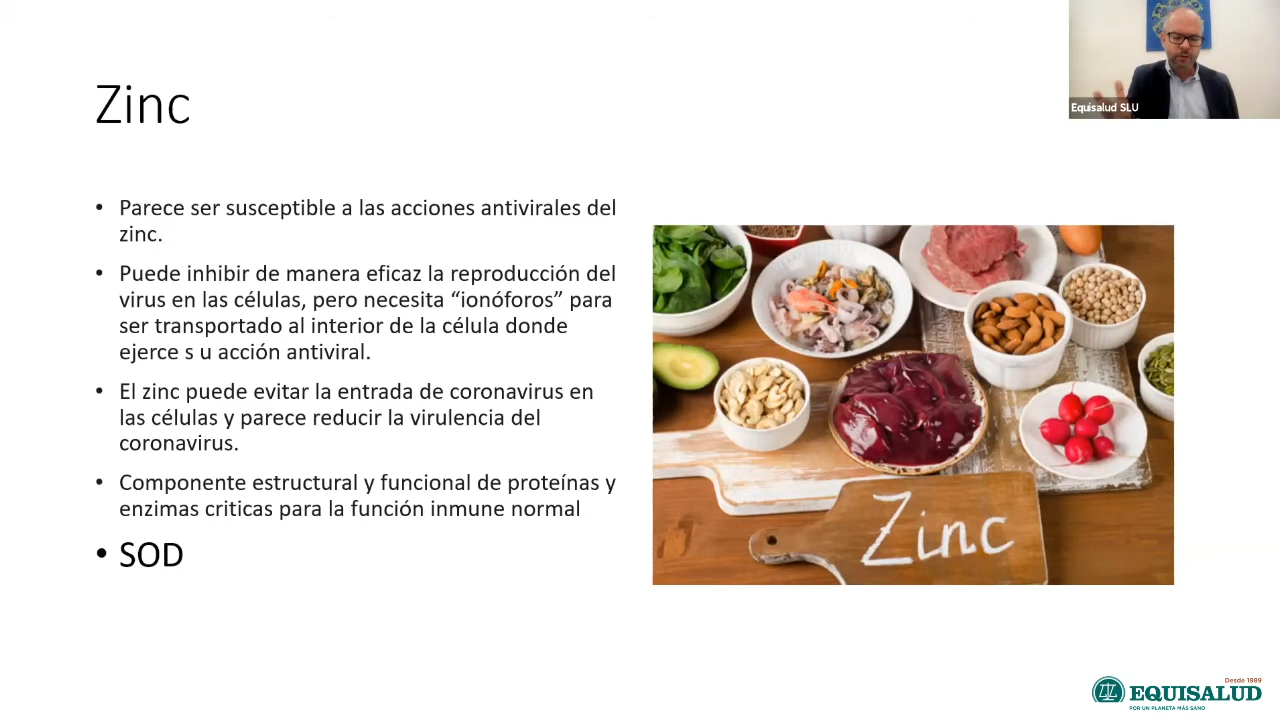 Zinc
Equisalud SLU
• Parece ser susceptible a las acciones antivirales del
zinc.
• Puede inhibir de manera eficaz la reproducción del
virus en las células, pero necesita “ionóforos” para
ser transportado al interior de la célula donde
ejerce s u acción antiviral.
• El zinc puede evitar la entrada de coronavirus en
las células y parece reducir la virulencia del
coronavirus.
• Componente estructural y funcional de proteínas y
enzimas criticas para la función inmune normal
• SOD
Zinc
Desde 1989
EQUISALUD
POR UN PLANETA MÁS SANO